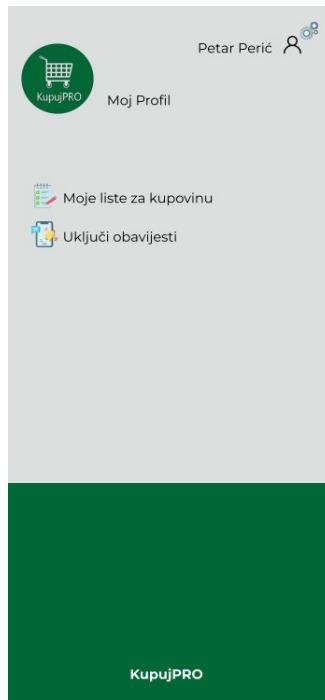 Petar Perić
KupujPRO
Moj Profil
Moje liste za kupovinu
Uključi obavijesti
KupujPRO